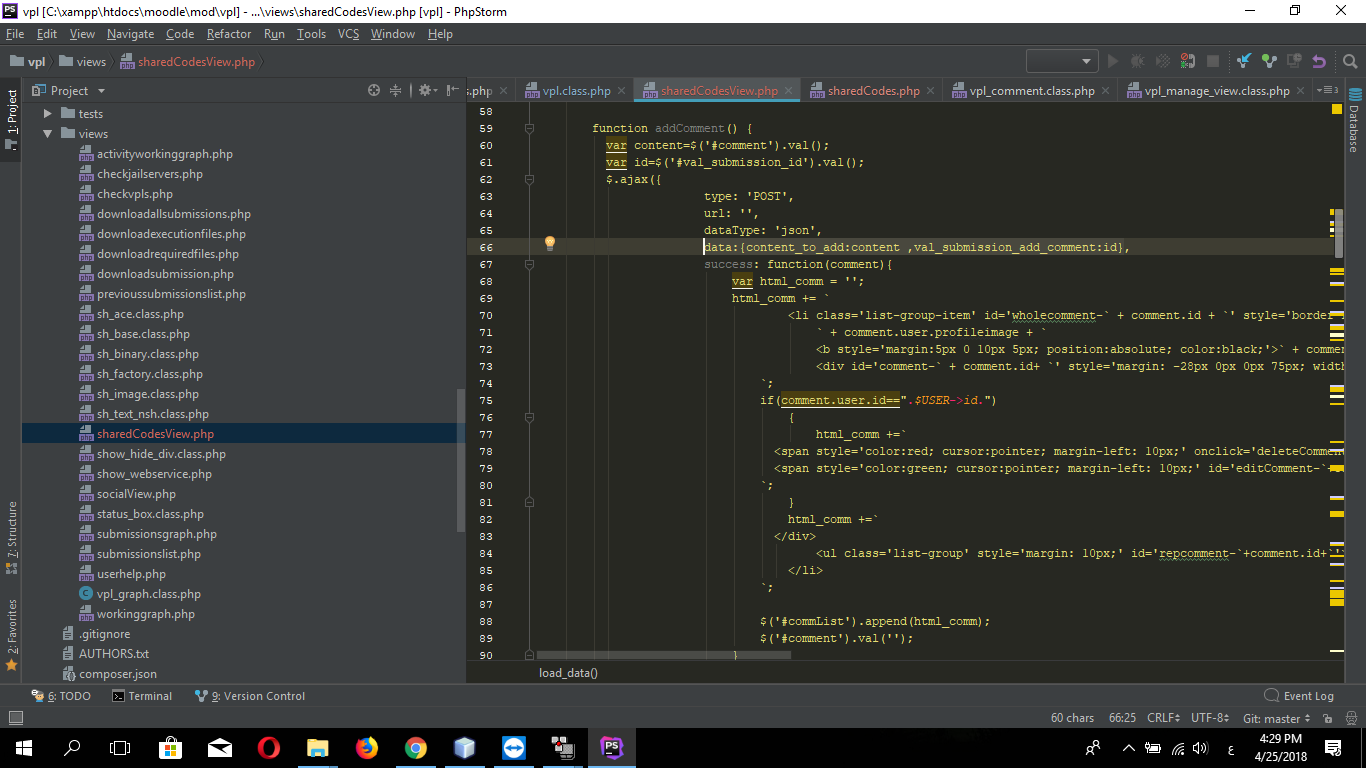 vpl [C:\xampp\htdocs\moodle\mod\vpl] - ...\views\sharedCodesView.php [vpl] - PhpStorm
File Edit View Navigate Code Refactor Run Tools VCS Window Help
vpl views sharedCodesView.php
Project
s.php vpl.class.php sharedCodesView.php sharedCodes.php vpl_comment.class.php vpl_manage_view.class.php 3
1: Project
7: Structure
2: Favorites
Database
tests
views
activityworkinggraph.php
checkjailservers.php
checkvpls.php
downloadallsubmissions.php
downloadexecutionfiles.php
downloadrequiredfiles.php
downloadsubmission.php
previoussubmissionslist.php
sh_ace.class.php
sh_base.class.php
sh_binary.class.php
sh_factory.class.php
sh_image.class.php
sh_text_nsh.class.php
sharedCodesView.php
show_hide_div.class.php
show_webservice.php
socialView.php
status_box.class.php
submissionsgraph.php
submissionslist.php
userhelp.php
vpl_graph.class.php
workinggraph.php
.gitignore
AUTHORS.txt
composer.json
58
59 function addComment() {
60 var content=$('#comment').val();
61 var id=$('#val_submission_id').val();
62 $.ajax({
63 type: 'POST',
64 url: '',
65 dataType: 'json',
66 data:{content_to_add:content ,val_submission_add_comment:id},
67 success: function(comment){
68 var html_comm = '';
69 html_comm += `
70 <li class='list-group-item' id='wholecomment-` + comment.id + `' style='border
71 ` + comment.user.profileimage + `
72 <b style='margin:5px 0 10px 5px; position:absolute; color:black;'>` + commen
73 <div id='comment-` + comment.id+ `' style='margin: -28px 0px 0px 75px; width
74 `;
75 if(comment.user.id==".$USER->id.")
76 {
77 html_comm +=`
78 <span style='color:red; cursor:pointer; margin-left: 10px;' onclick='deleteCommen
79 <span style='color:green; cursor:pointer; margin-left: 10px;' id='editComment-`
80 `;
81 }
82 html_comm +=`
83 </div>
84 <ul class='list-group' style='margin: 10px;' id='repcomment-`+comment.id+`'
85 </li>
86 `;
87
88 $('#commList').append(html_comm);
89 $('#comment').val('');
90 }
load_data()
6: TODO Terminal 9: Version Control Event Log
60 chars 66:25 CRLF UTF-8 Git: master
ع 4:29 PM
4/25/2018